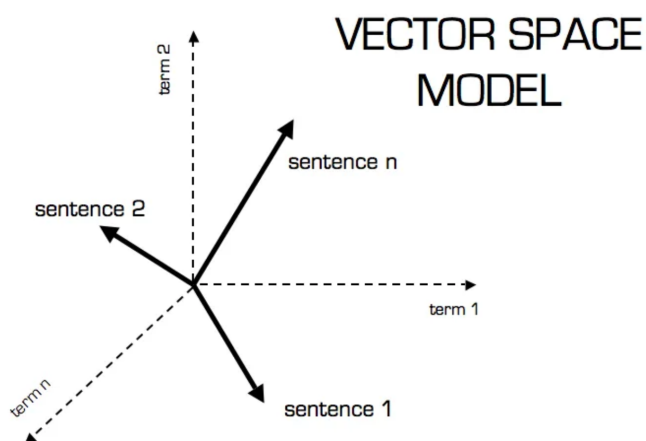 VECTOR SPACE
MODEL
term 2
sentence n
sentence 2
term 1
term n
sentence 1